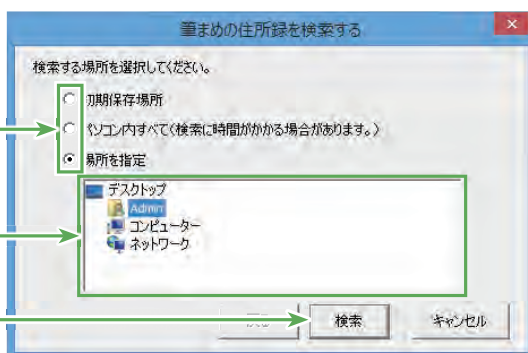 筆まめの住所録を検索する
検索する場所を選択してください。
初期保存場所
パソコン内すべて(検索に時間がかかる場合があります。)
場所を指定
デスクトップ
Admin
コンピューター
ネットワーク
検索
キャンセル